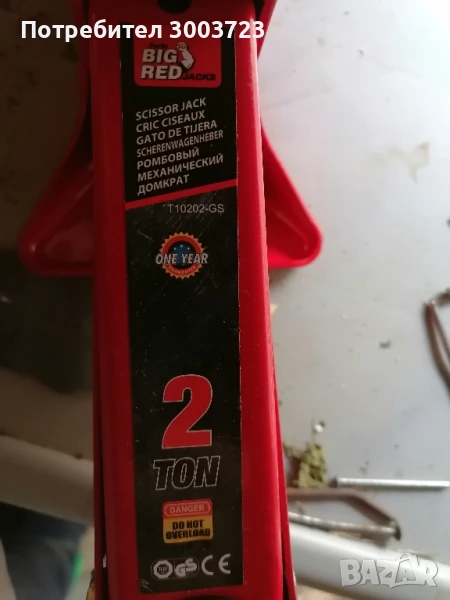 Потребител 3003723
BIG
RED
JACKS
SCISSOR JACK
CRIC CISEAUX
GATO DE TIJERA
SCHERENWAGENHEBER
РОМБОВЫЙ
МЕХАНИЧЕСКИЙ
ДОМКРАТ
T10202-GS
ONE YEAR
2
TON
DANGER
DO NOT
OVERLOAD
GS CE
BAZAR